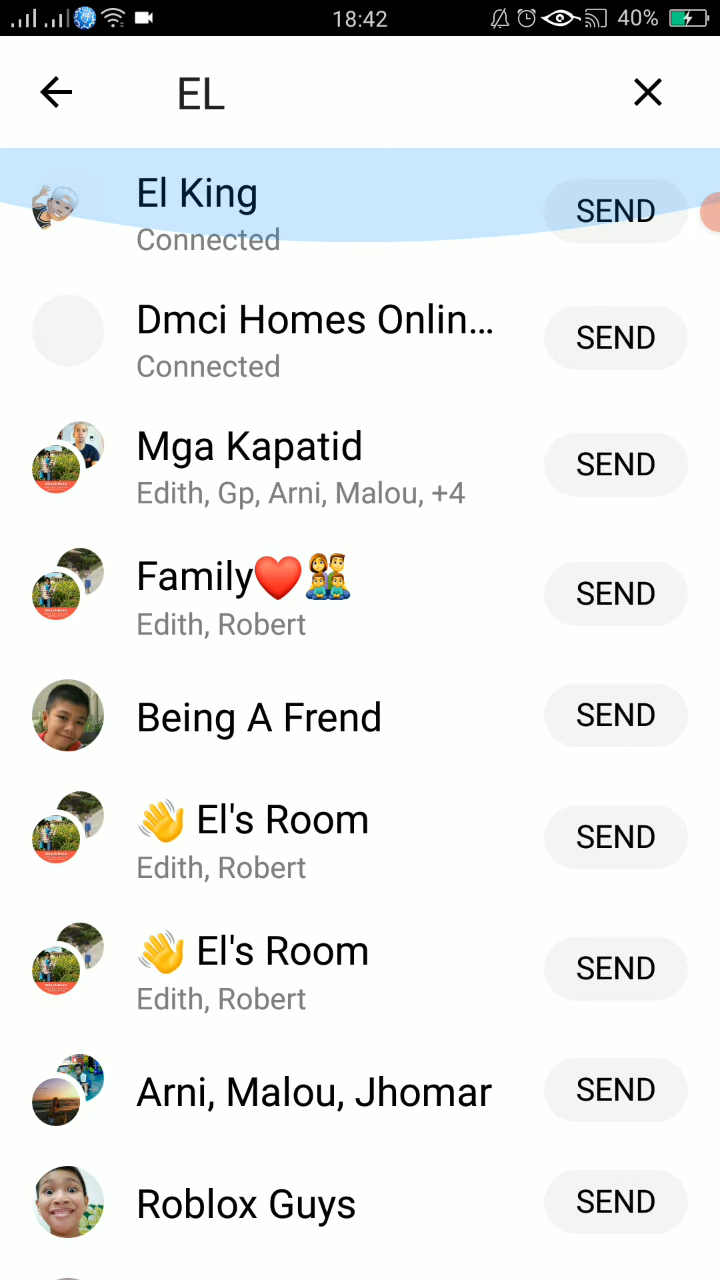 18:42
40%
EL
El King
Connected
SEND
Dmci Homes Onlin...
Connected
SEND
Mga Kapatid
Edith, Gp, Arni, Malou, +4
SEND
Family❤️👨‍👩‍👦‍👦
Edith, Robert
SEND
Being A Frend
SEND
👋 El's Room
Edith, Robert
SEND
👋 El's Room
Edith, Robert
SEND
Arni, Malou, Jhomar
SEND
Roblox Guys
SEND